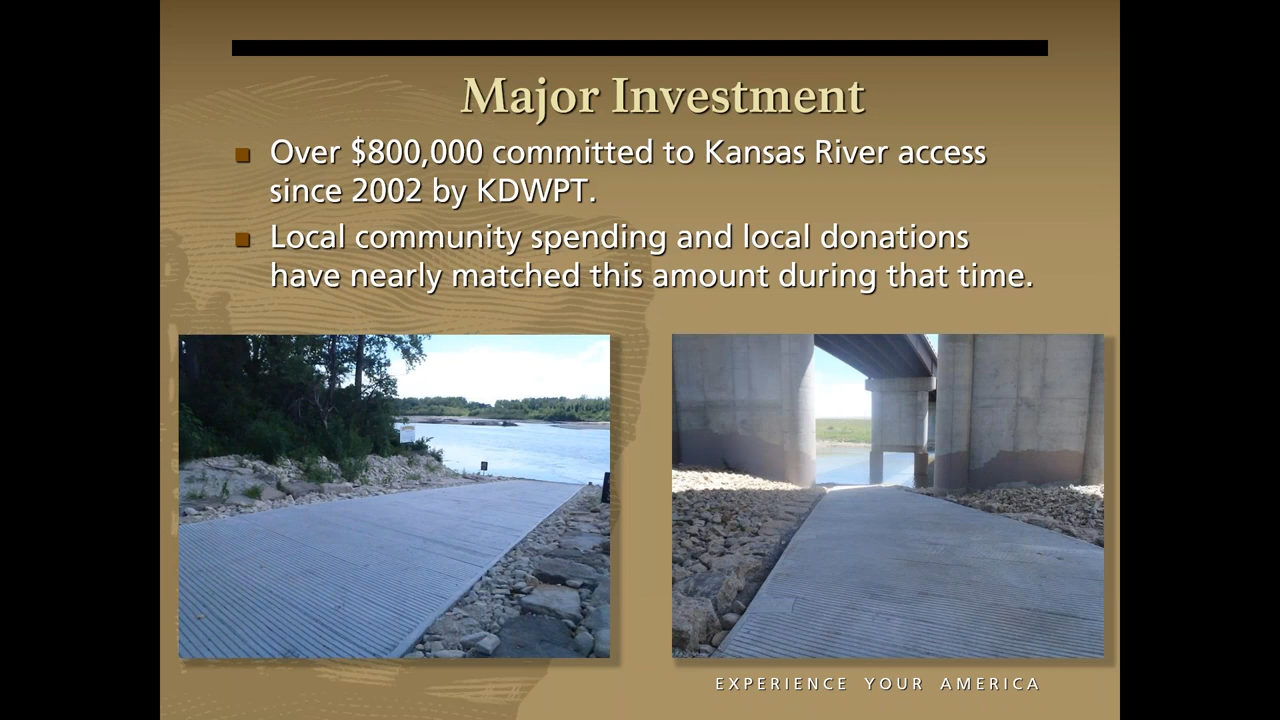 Major Investment
Over $800,000 committed to Kansas River access
since 2002 by KDWPT.
Local community spending and local donations
have nearly matched this amount during that time.
EXPERIENCE YOUR AMERICA